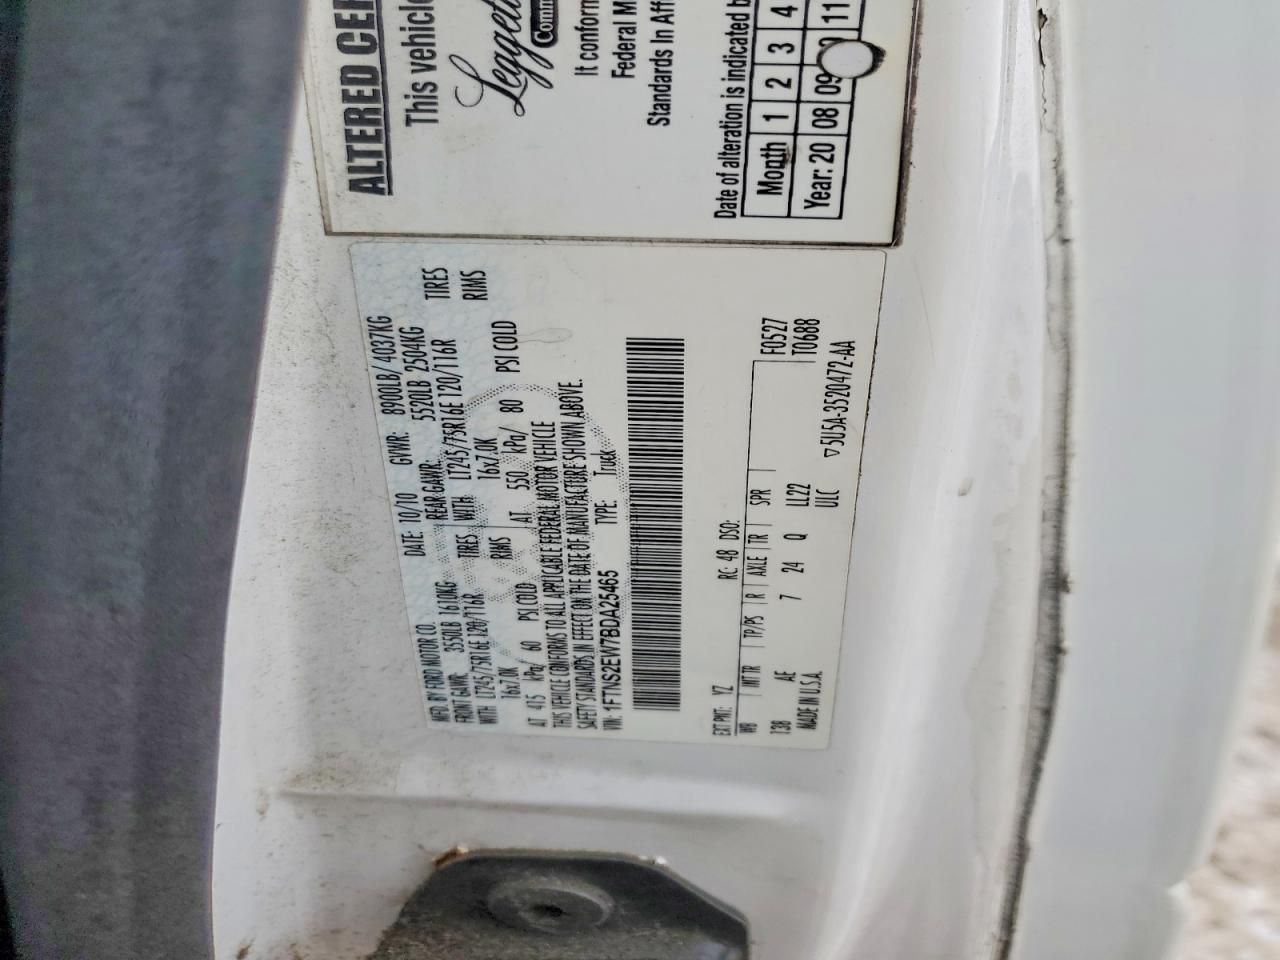 ALTERED CER
This vehicle
Leggett
Comm
It conform
Federal M
Standards In Aff
Date of alteration is indicated b
Month 1 2 3 4
Year: 20 08 09 11
MFD BY FORD MOTOR CO.
DATE: 10/10 GVWR: 8900LB/4037KG
FRONT GAWR: 3550LB 1610KG REAR GAWR: 5520LB 2504KG
WITH LT245/75R16E 120/116R TIRES WITH LT245/75R16E 120/116R TIRES
16x7.0K RIMS 16x7.0K RIMS
AT 415 kPa/ 60 PSI COLD AT 550 kPa/ 80 PSI COLD
THIS VEHICLE CONFORMS TO ALL APPLICABLE FEDERAL MOTOR VEHICLE
SAFETY STANDARDS IN EFFECT ON THE DATE OF MANUFACTURE SHOWN ABOVE.
VIN: 1FTNS2EW7BDA25465 TYPE: Truck
F0527
T0688
EXT PNT: YZ RC: 48 DSO:
WB INT TR TP/PS R AXLE TR SPR
138 AE 7 24 Q LL22
MADE IN U.S.A. ULC
▽5U5A-3520472-AA